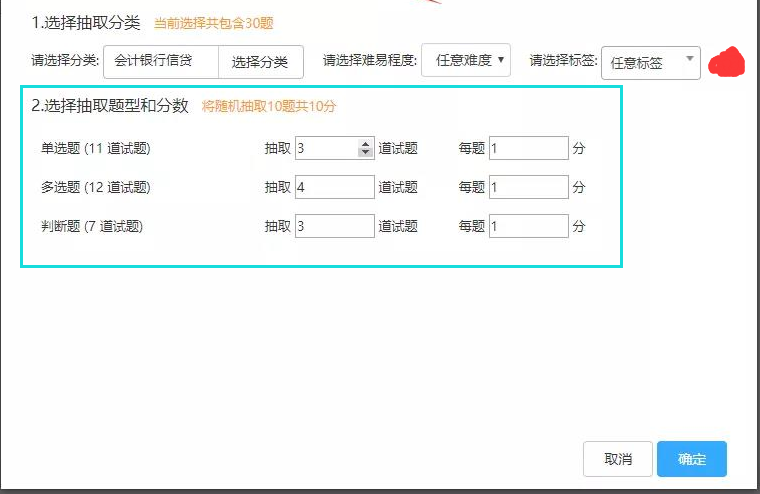 1.选择抽取分类 当前选择共包含30题
请选择分类: 会计银行信贷 选择分类 请选择难易程度: 任意难度 请选择标签: 任意标签
2.选择抽取题型和分数 将随机抽取10题共10分
单选题 (11 道试题) 抽取 3 道试题 每题 1 分
多选题 (12 道试题) 抽取 4 道试题 每题 1 分
判断题 (7 道试题) 抽取 3 道试题 每题 1 分
取消 确定